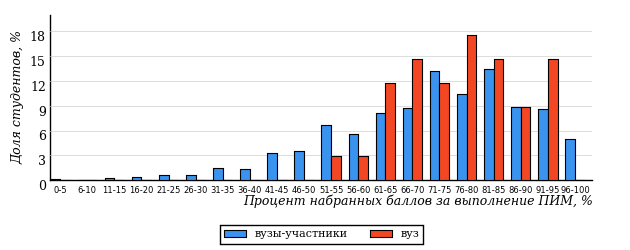 Доля студентов, %
18
15
12
9
6
3
0
0-5 6-10 11-15 16-20 21-25 26-30 31-35 36-40 41-45 46-50 51-55 56-60 61-65 66-70 71-75 76-80 81-85 86-90 91-95 96-100
Процент набранных баллов за выполнение ПИМ, %
вузы-участники вуз